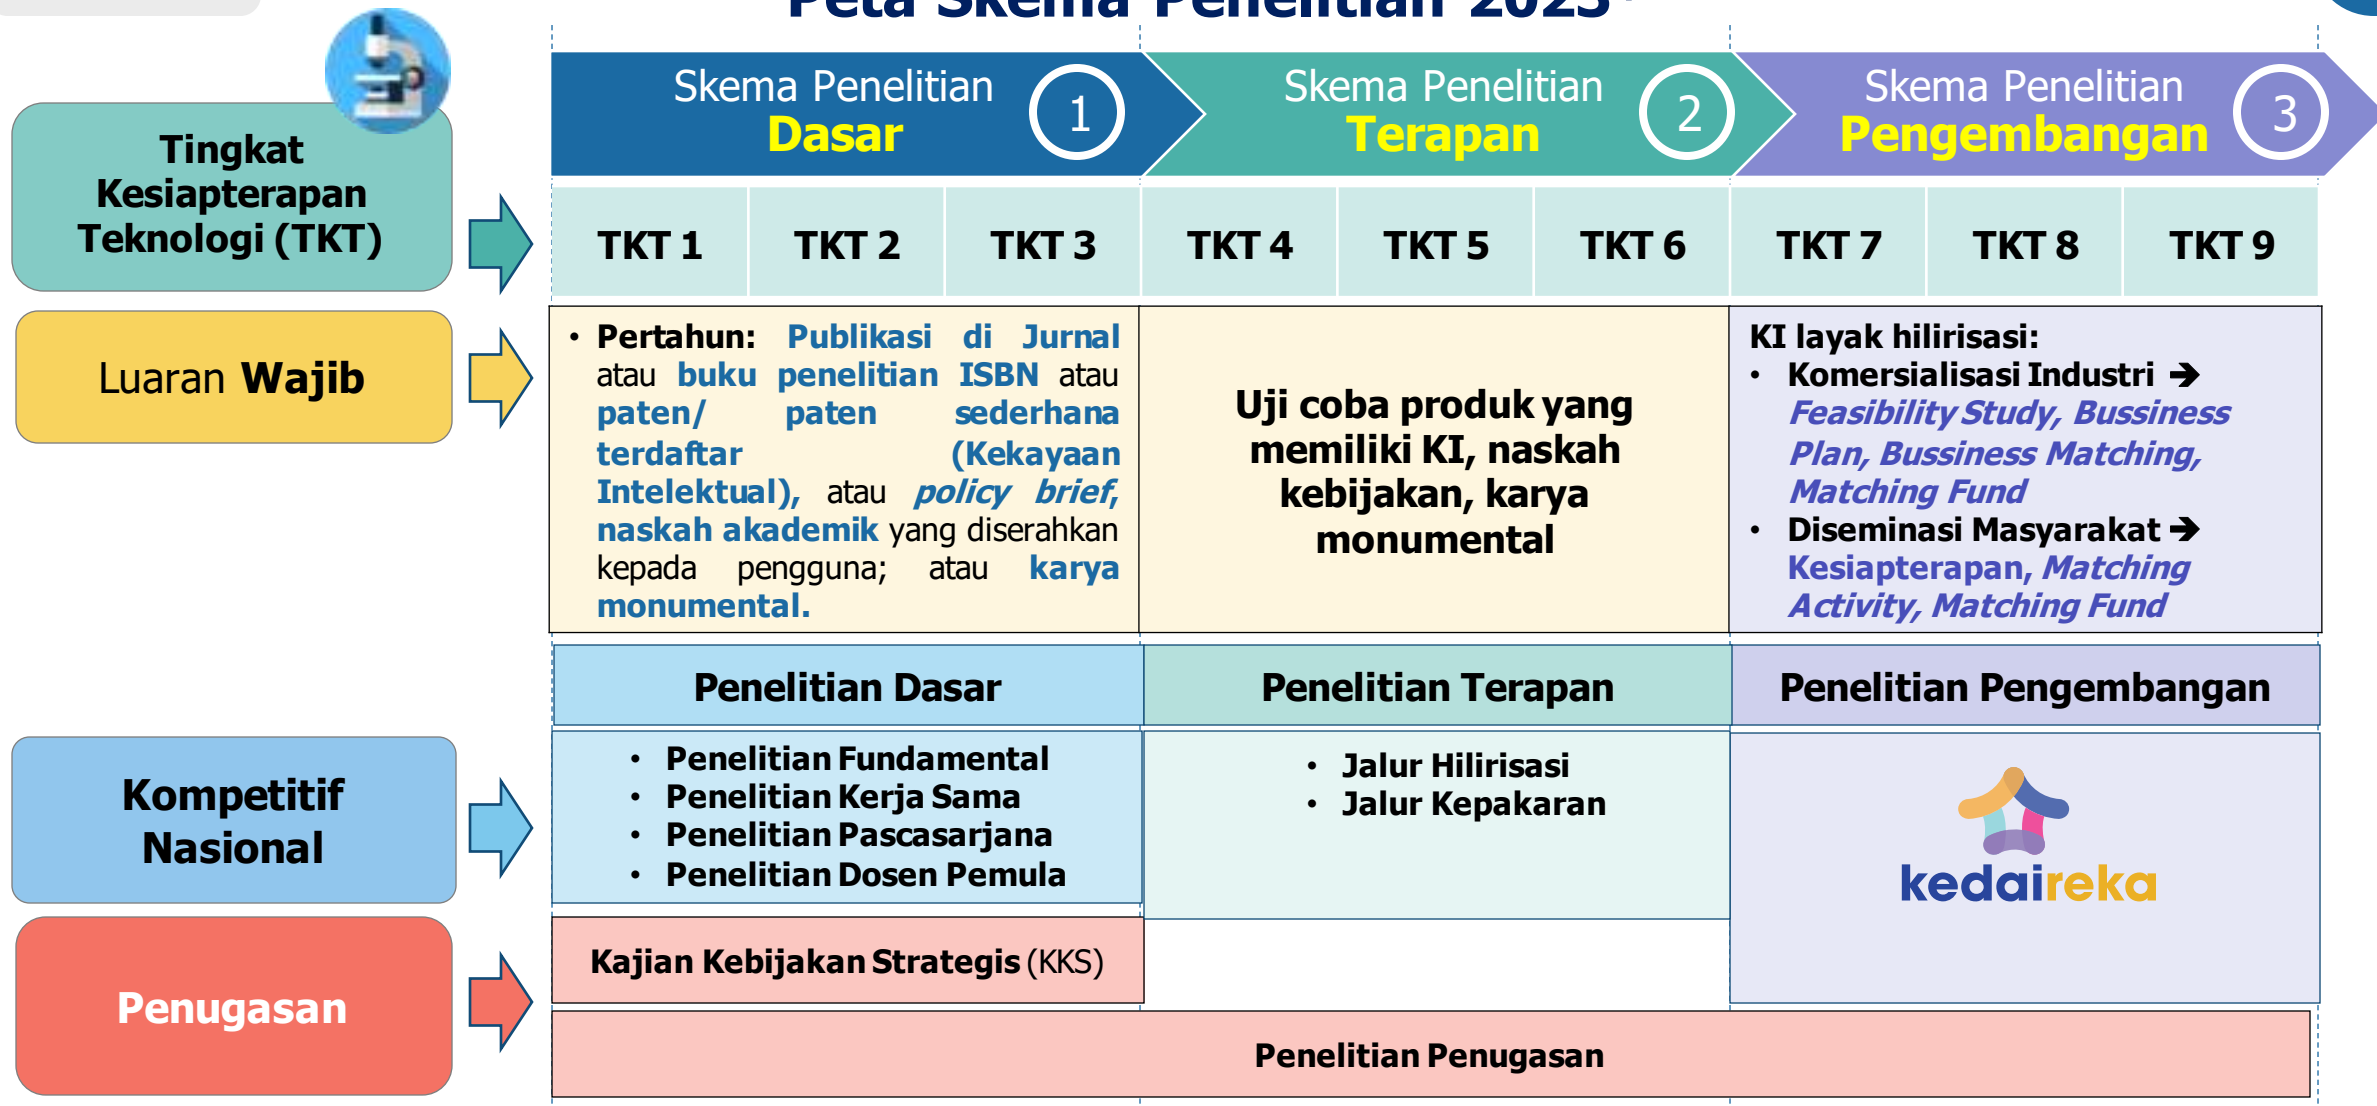 Peta Skema Penelitian 2025
Skema Penelitian
Dasar
1
Skema Penelitian
Terapan
2
Skema Penelitian
Pengembangan
3
Tingkat
Kesiapterapan
Teknologi (TKT)
TKT 1
TKT 2
TKT 3
TKT 4
TKT 5
TKT 6
TKT 7
TKT 8
TKT 9
Luaran Wajib
• Pertahun: Publikasi di Jurnal
atau buku penelitian ISBN atau
paten/ paten sederhana
terdaftar (Kekayaan
Intelektual), atau policy brief,
naskah akademik yang diserahkan
kepada pengguna; atau karya
monumental.
Uji coba produk yang
memiliki KI, naskah
kebijakan, karya
monumental
KI layak hilirisasi:
• Komersialisasi Industri ➔
Feasibility Study, Bussiness
Plan, Bussiness Matching,
Matching Fund
• Diseminasi Masyarakat ➔
Kesiapterapan, Matching
Activity, Matching Fund
Penelitian Dasar
Penelitian Terapan
Penelitian Pengembangan
Kompetitif
Nasional
• Penelitian Fundamental
• Penelitian Kerja Sama
• Penelitian Pascasarjana
• Penelitian Dosen Pemula
• Jalur Hilirisasi
• Jalur Kepakaran
kedaireka
Penugasan
Kajian Kebijakan Strategis (KKS)
Penelitian Penugasan